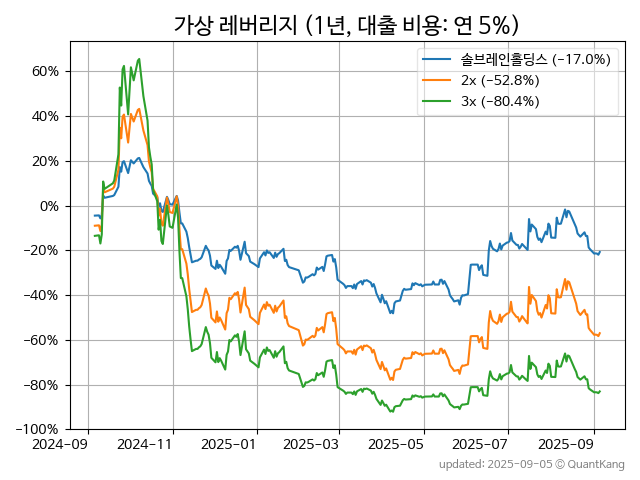 가상 레버리지 (1년, 대출 비용: 연 5%)
솔브레인홀딩스 (-17.0%)
2x (-52.8%)
3x (-80.4%)
60%
40%
20%
0%
-20%
-40%
-60%
-80%
-100%
2024-09 2024-11 2025-01 2025-03 2025-05 2025-07 2025-09
updated: 2025-09-05 © QuantKang